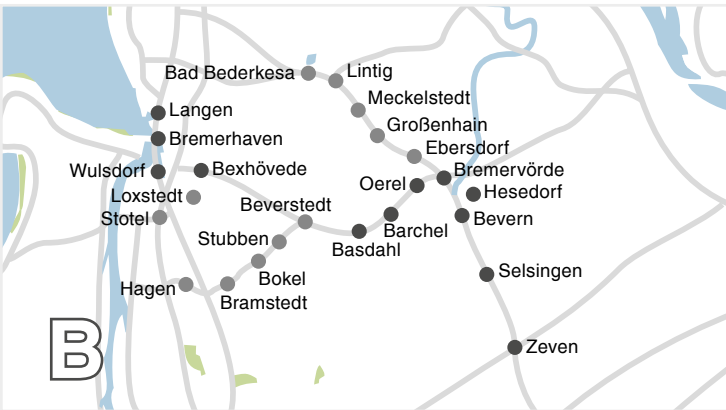 Bad Bederkesa
Lintig
Meckelstedt
Langen
Großenhain
Bremerhaven
Ebersdorf
Wulsdorf
Bexhövede
Bremervörde
Oerel
Hesedorf
Loxstedt
Beverstedt
Stotel
Bevern
Barchel
Stubben
Basdahl
Selsingen
Bokel
Hagen
Bramstedt
Zeven
B